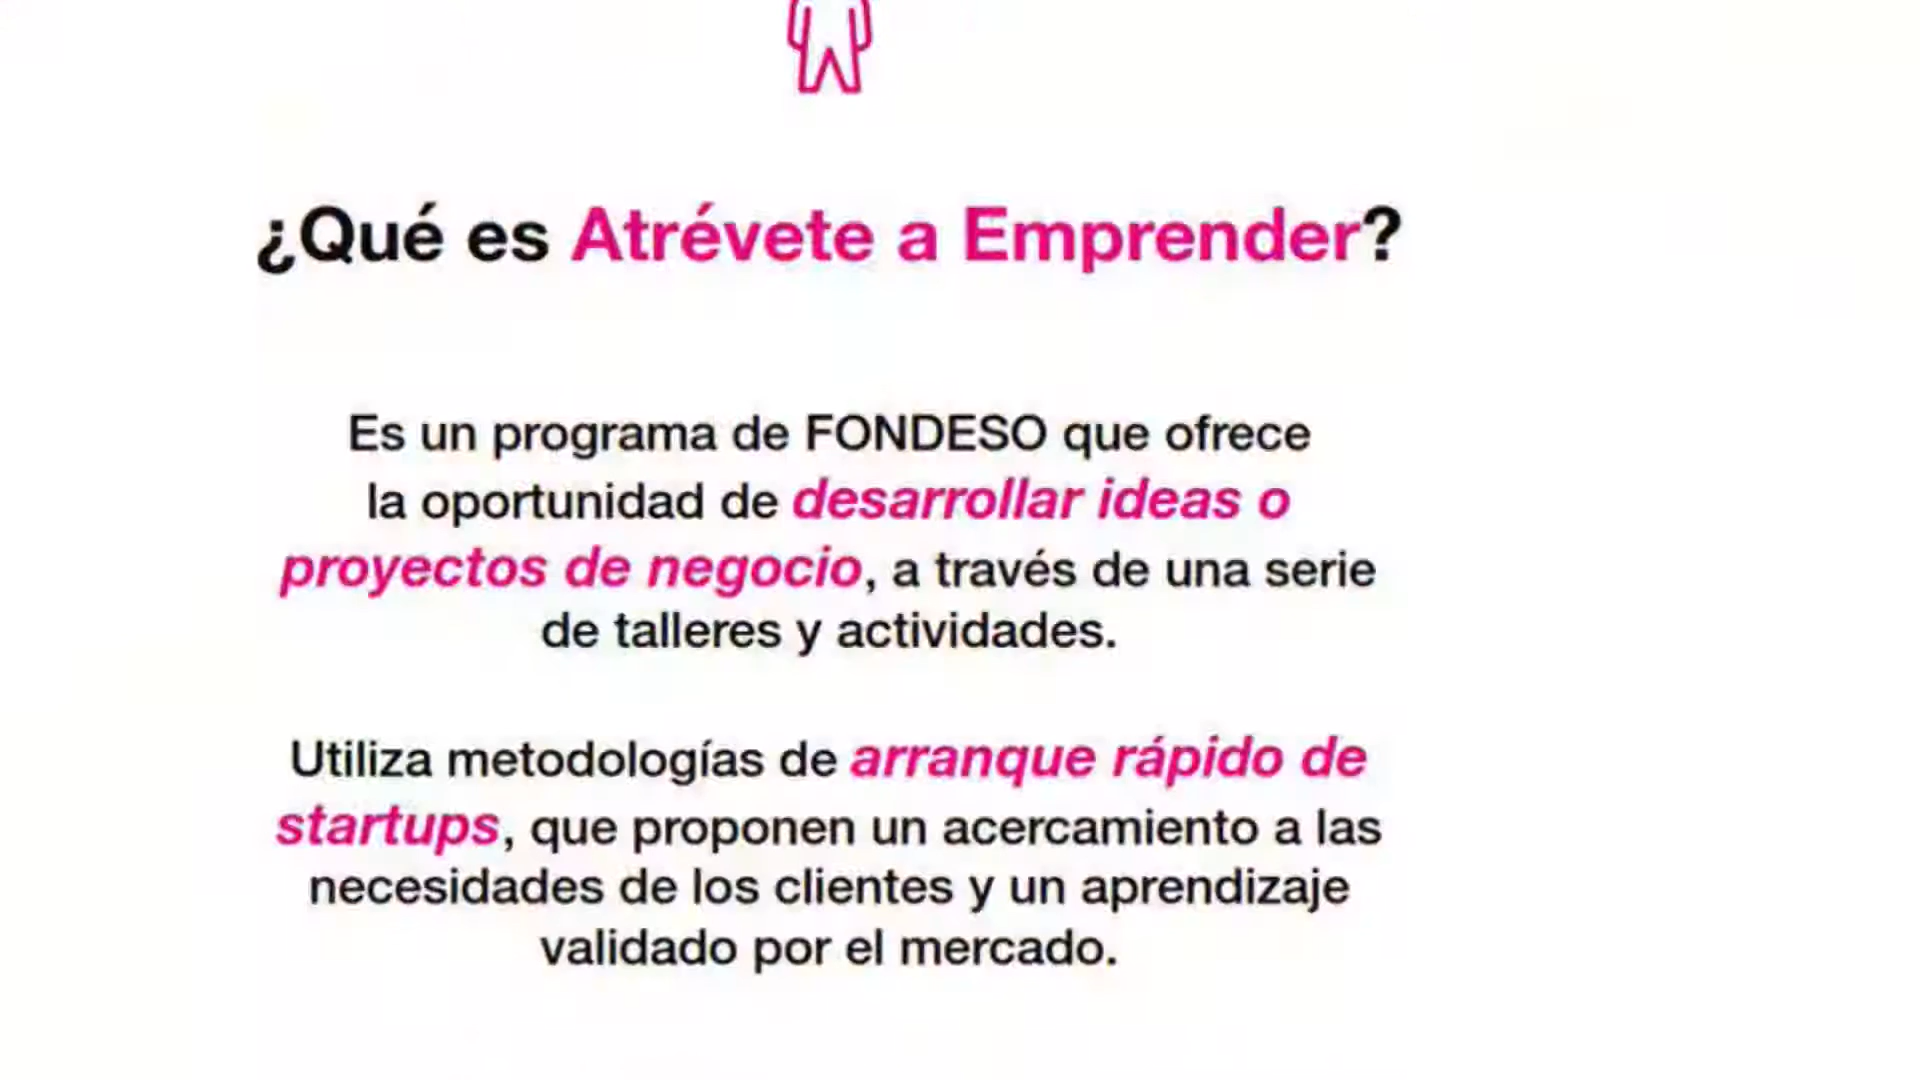 ¿Qué es Atrévete a Emprender?
Es un programa de FONDESO que ofrece
la oportunidad de desarrollar ideas o
proyectos de negocio, a través de una serie
de talleres y actividades.
Utiliza metodologías de arranque rápido de
startups, que proponen un acercamiento a las
necesidades de los clientes y un aprendizaje
validado por el mercado.